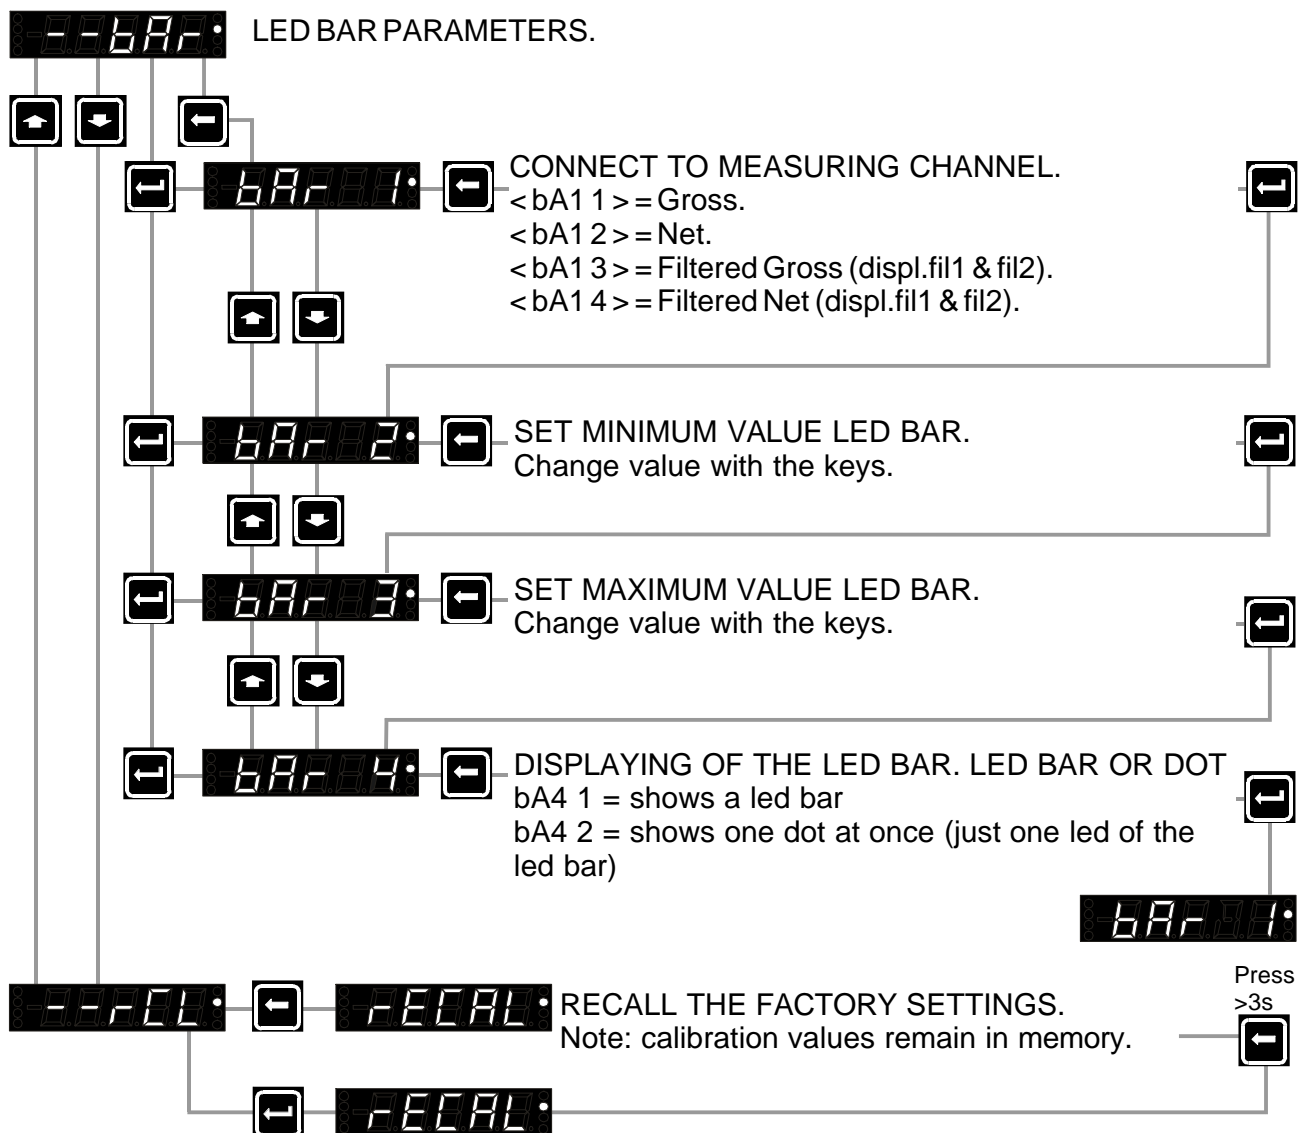 --bAr
LED BAR PARAMETERS.
bAr 1
CONNECT TO MEASURING CHANNEL.
<bA1 1> = Gross.
<bA1 2> = Net.
<bA1 3> = Filtered Gross (displ.fil1 & fil2).
<bA1 4> = Filtered Net (displ.fil1 & fil2).
bAr 2
SET MINIMUM VALUE LED BAR.
Change value with the keys.
bAr 3
SET MAXIMUM VALUE LED BAR.
Change value with the keys.
bAr 4
DISPLAYING OF THE LED BAR. LED BAR OR DOT
bA4 1 = shows a led bar
bA4 2 = shows one dot at once (just one led of the
led bar)
bAr 1
--rCL
rECAL
RECALL THE FACTORY SETTINGS.
Note: calibration values remain in memory.
Press
>3s
rECAL